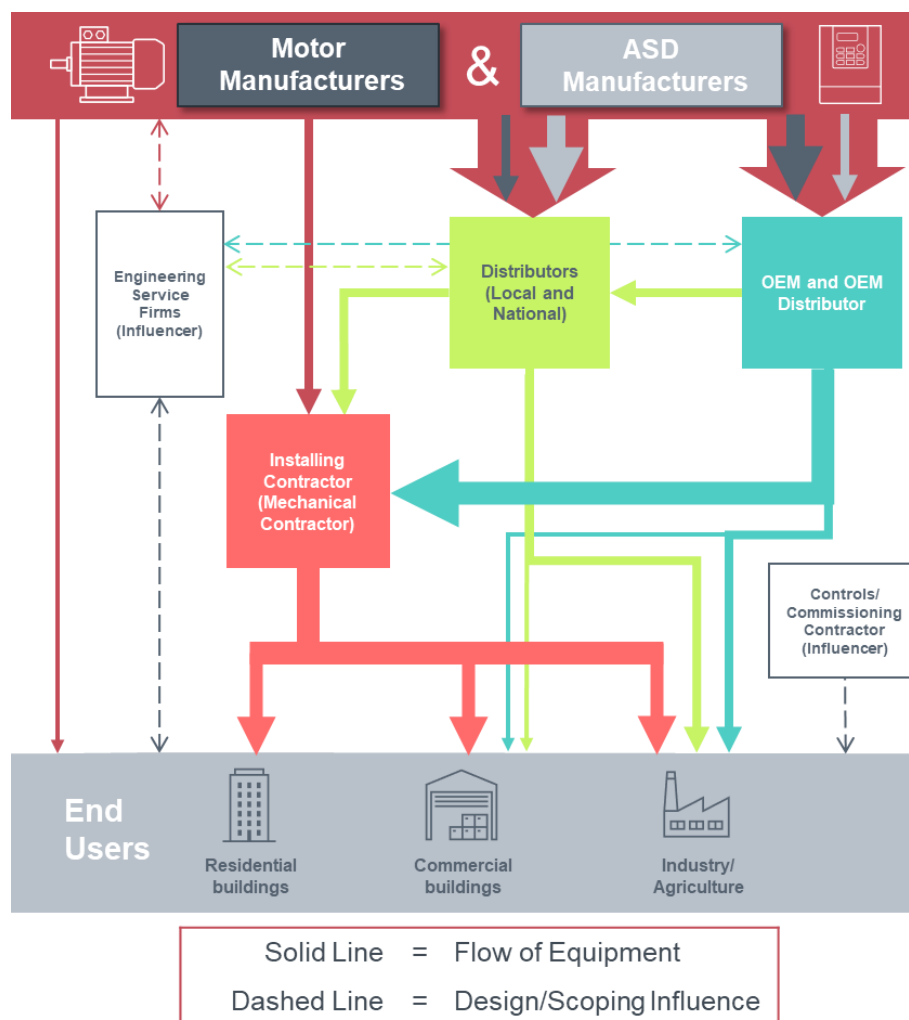 Motor
Manufacturers
&
ASD
Manufacturers
Engineering
Service
Firms
(Influencer)
Distributors
(Local and
National)
OEM and OEM
Distributor
Installing
Contractor
(Mechanical
Contractor)
Controls/
Commissioning
Contractor
(Influencer)
End
Users
Residential
buildings
Commercial
buildings
Industry/
Agriculture
Solid Line = Flow of Equipment
Dashed Line = Design/Scoping Influence